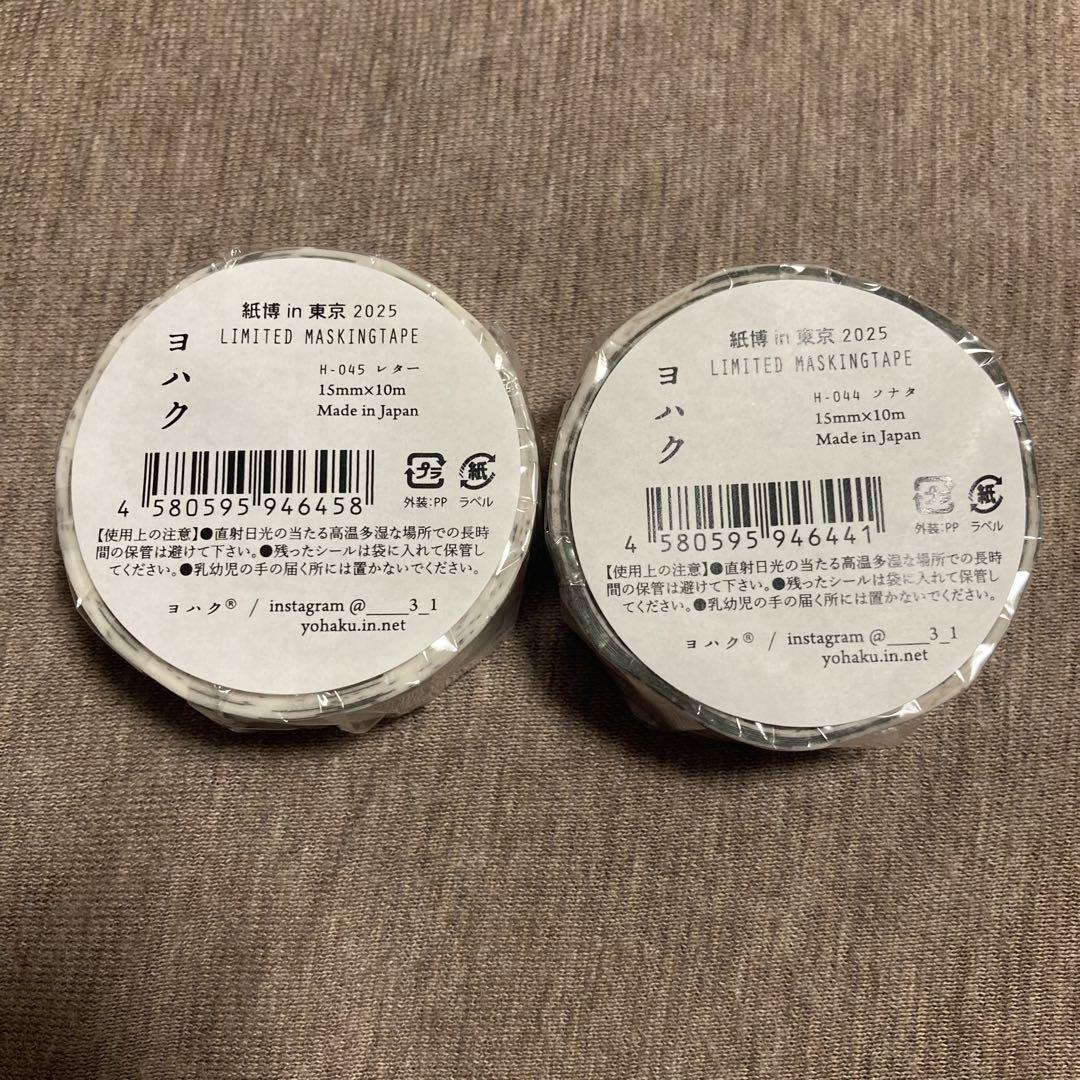 紙博 in 東京 2025
LIMITED MASKINGTAPE
ヨハク
H-045 レター
15mm×10m
Made in Japan
4 580595 946458
プラ
外装:PP
紙
ラベル
【使用上の注意】●直射日光の当たる高温多湿な場所での長時
間の保管は避けて下さい。●残ったシールは袋に入れて保管し
てください。●乳幼児の手の届く所には置かないでください。
ヨハク® / instagram @_____3_1
yohaku.in.net
紙博 in 東京 2025
LIMITED MASKINGTAPE
ヨハク
H-044 ソナタ
15mm×10m
Made in Japan
4 580595 946441
プラ
外装:PP
紙
ラベル
【使用上の注意】●直射日光の当たる高温多湿な場所での長時
間の保管は避けて下さい。●残ったシールは袋に入れて保管し
てください。●乳幼児の手の届く所には置かないでください。
ヨハク® / instagram @_____3_1
yohaku.in.net